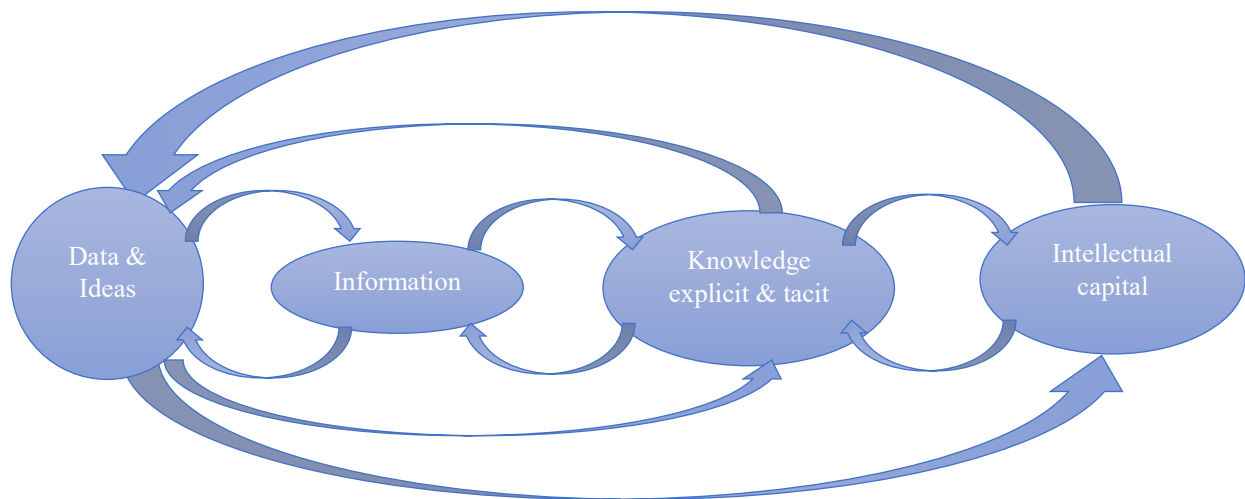 Data &
Ideas
Information
Knowledge
explicit & tacit
Intellectual
capital